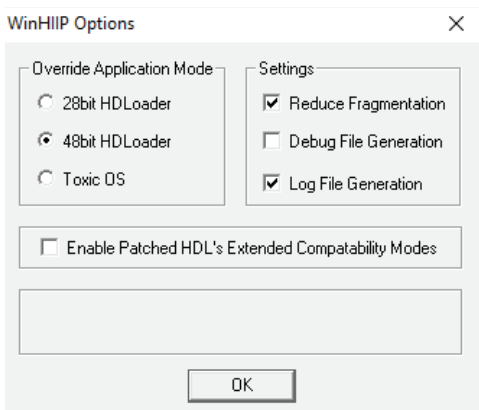 WinHIIP Options
Override Application Mode
28bit HDLoader
48bit HDLoader
Toxic OS
Settings
Reduce Fragmentation
Debug File Generation
Log File Generation
Enable Patched HDL's Extended Compatability Modes
OK